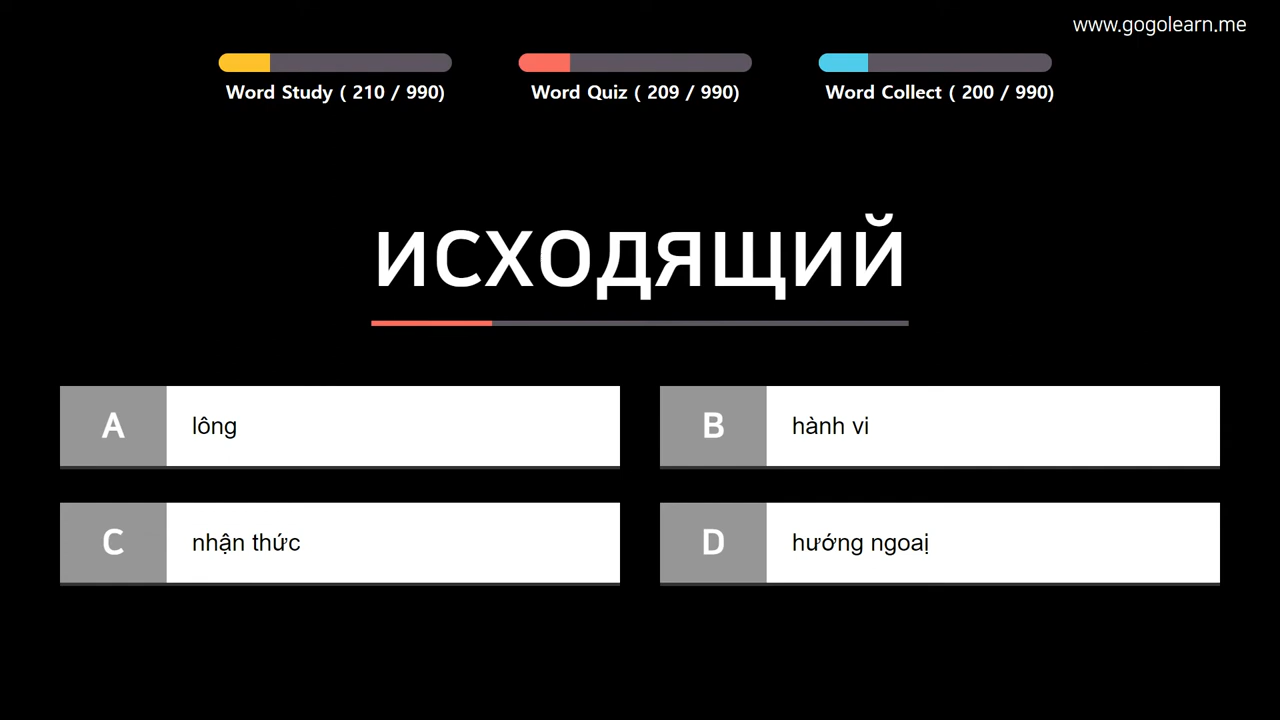 www.gogolearn.me
Word Study ( 210 / 990)
Word Quiz ( 209 / 990)
Word Collect ( 200 / 990)
исходящий
A lông
B hành vi
C nhận thức
D hướng ngoaị